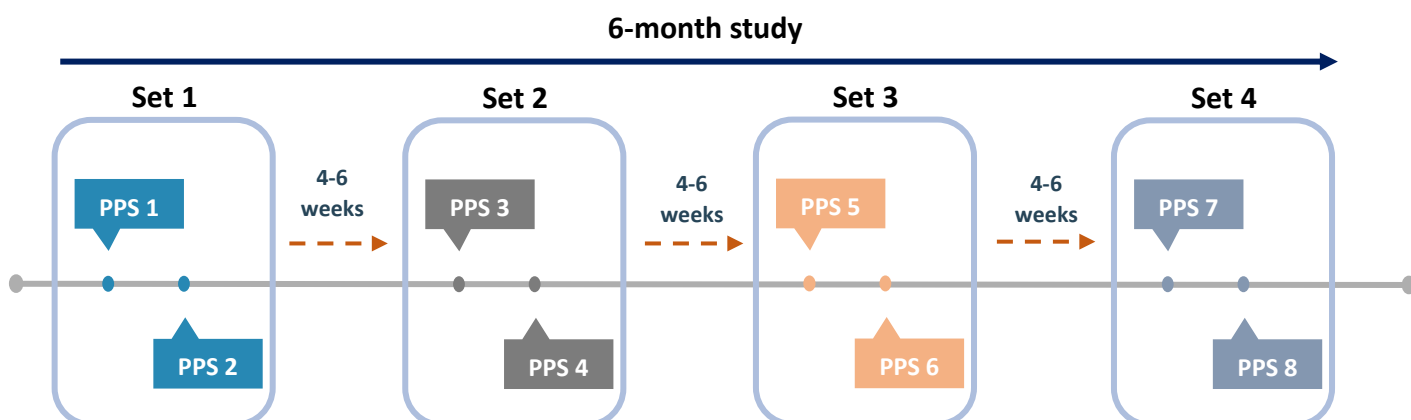 6-month study
Set 1
Set 2
Set 3
Set 4
PPS 1
4-6
weeks
PPS 3
4-6
weeks
PPS 5
4-6
weeks
PPS 7
PPS 2
PPS 4
PPS 6
PPS 8